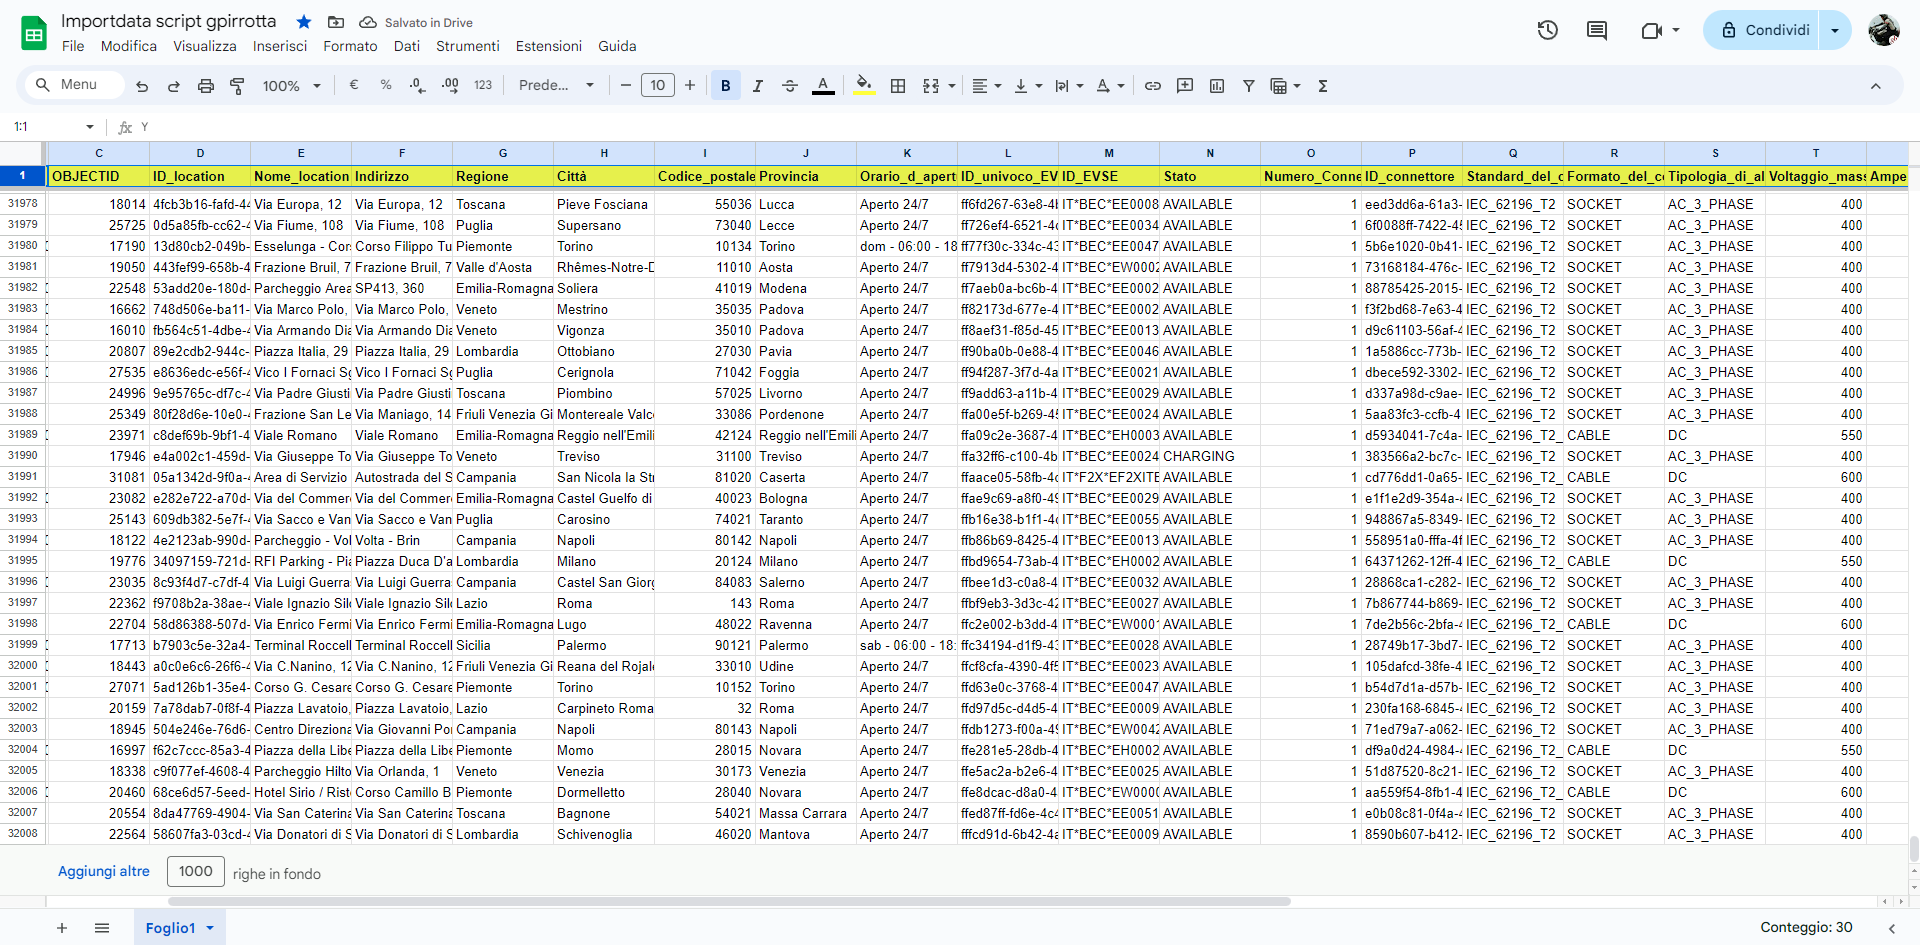 Importdata script gpirrotta Salvato in Drive
File Modifica Visualizza Inserisci Formato Dati Strumenti Estensioni Guida
Condividi
Menu 100% € % .0 .00 123 Prede... 10 B I A
1:1 fx Y
C D E F G H I J K L M N O P Q R S T
1 OBJECTID ID_location Nome_location Indirizzo Regione Città Codice_postale Provincia Orario_d_apert ID_univoco_EV ID_EVSE Stato Numero_Conne ID_connettore Standard_del_c Formato_del_c Tipologia_di_al Voltaggio_mas Ampe
31978 18014 4fcb3b16-fafd-44 Via Europa, 12 Via Europa, 12 Toscana Pieve Fosciana 55036 Lucca Aperto 24/7 ff6fd267-63e8-4b IT*BEC*EE0008 AVAILABLE 1 eed3dd6a-61a3- IEC_62196_T2 SOCKET AC_3_PHASE 400
31979 25725 0d5a85fb-cc62-4 Via Fiume, 108 Via Fiume, 108 Puglia Supersano 73040 Lecce Aperto 24/7 ff726ef4-6521-4c IT*BEC*EE0034 AVAILABLE 1 6f0088ff-7422-45 IEC_62196_T2 SOCKET AC_3_PHASE 400
31980 17190 13d80cb2-049b- Esselunga - Cors Corso Filippo Tu Piemonte Torino 10134 Torino dom - 06:00 - 18 ff77f30c-334c-43 IT*BEC*EE0047 AVAILABLE 1 5b6e1020-0b41- IEC_62196_T2 SOCKET AC_3_PHASE 400
31981 19050 443fef99-658b-4 Frazione Bruil, 7 Frazione Bruil, 7 Valle d'Aosta Rhêmes-Notre-D 11010 Aosta Aperto 24/7 ff7913d4-5302-4 IT*BEC*EW0002 AVAILABLE 1 73168184-476c- IEC_62196_T2 SOCKET AC_3_PHASE 400
31982 22548 53add20e-180d- Parcheggio Area SP413, 360 Emilia-Romagna Soliera 41019 Modena Aperto 24/7 ff7aeb0a-bc6b-4 IT*BEC*EE0002 AVAILABLE 1 88785425-2015- IEC_62196_T2 SOCKET AC_3_PHASE 400
31983 16662 748d506e-ba11- Via Marco Polo, Via Marco Polo, Veneto Mestrino 35035 Padova Aperto 24/7 ff82173d-677e-4 IT*BEC*EE0002 AVAILABLE 1 f3f2bd68-7e63-4 IEC_62196_T2 SOCKET AC_3_PHASE 400
31984 16010 fb564c51-4dbe-4 Via Armando Dia Via Armando Dia Veneto Vigonza 35010 Padova Aperto 24/7 ff8aef31-f85d-45 IT*BEC*EE0013 AVAILABLE 1 d9c61103-56af-4 IEC_62196_T2 SOCKET AC_3_PHASE 400
31985 20807 89e2cdb2-944c- Piazza Italia, 29 Piazza Italia, 29 Lombardia Ottobiano 27030 Pavia Aperto 24/7 ff90ba0b-0e88-4 IT*BEC*EE0046 AVAILABLE 1 1a5886cc-773b- IEC_62196_T2 SOCKET AC_3_PHASE 400
31986 27535 e8636edc-e56f-4 Vico I Fornaci Sg Vico I Fornaci Sg Puglia Cerignola 71042 Foggia Aperto 24/7 ff94f287-3f7d-4a IT*BEC*EE0021 AVAILABLE 1 dbece592-3302- IEC_62196_T2 SOCKET AC_3_PHASE 400
31987 24996 9e95765c-df7c-4 Via Padre Giusti Via Padre Giusti Toscana Piombino 57025 Livorno Aperto 24/7 ff9add63-a11b-4 IT*BEC*EE0029 AVAILABLE 1 d337a98d-c9ae- IEC_62196_T2 SOCKET AC_3_PHASE 400
31988 25349 80f28d6e-10e0-4 Frazione San Le Via Maniago, 14 Friuli Venezia Gi Montereale Valc 33086 Pordenone Aperto 24/7 ffa00e5f-b269-45 IT*BEC*EE0024 AVAILABLE 1 5aa83fc3-ccfb-4 IEC_62196_T2 SOCKET AC_3_PHASE 400
31989 23971 c8def69b-9bf1-4 Viale Romano Viale Romano Emilia-Romagna Reggio nell'Emili 42124 Reggio nell'Emili Aperto 24/7 ffa09c2e-3687-4 IT*BEC*EH0003 AVAILABLE 1 d5934041-7c4a- IEC_62196_T2_ CABLE DC 550
31990 17946 e4a002c1-459d- Via Giuseppe To Via Giuseppe To Veneto Treviso 31100 Treviso Aperto 24/7 ffa32ff6-c100-4b IT*BEC*EE0024 CHARGING 1 383566a2-bc7c- IEC_62196_T2 SOCKET AC_3_PHASE 400
31991 31081 05a1342d-9f0a-4 Area di Servizio Autostrada del S Campania San Nicola la Str 81020 Caserta Aperto 24/7 ffaace05-58fb-4c IT*F2X*EF2XITE AVAILABLE 1 cd776dd1-0a65- IEC_62196_T2_ CABLE DC 600
31992 23082 e282e722-a70d- Via del Commer Via del Commer Emilia-Romagna Castel Guelfo di 40023 Bologna Aperto 24/7 ffae9c69-a8f0-49 IT*BEC*EE0029 AVAILABLE 1 e1f1e2d9-354a-4 IEC_62196_T2 SOCKET AC_3_PHASE 400
31993 25143 609db382-5e7f-4 Via Sacco e Van Via Sacco e Van Puglia Carosino 74021 Taranto Aperto 24/7 ffb16e38-b1f1-4c IT*BEC*EE0055 AVAILABLE 1 948867a5-8349- IEC_62196_T2 SOCKET AC_3_PHASE 400
31994 18122 4e2123ab-990d- Parcheggio - Vol Volta - Brin Campania Napoli 80142 Napoli Aperto 24/7 ffb86b69-8425-4 IT*BEC*EE0013 AVAILABLE 1 558951a0-fffa-4f IEC_62196_T2 SOCKET AC_3_PHASE 400
31995 19776 34097159-721d- RFI Parking - Pia Piazza Duca D'a Lombardia Milano 20124 Milano Aperto 24/7 ffbd9654-73ab-4 IT*BEC*EH0002 AVAILABLE 1 64371262-12ff-4 IEC_62196_T2_ CABLE DC 550
31996 23035 8c93f4d7-c7df-4 Via Luigi Guerra Via Luigi Guerra Campania Castel San Giorg 84083 Salerno Aperto 24/7 ffbee1d3-c0a8-4 IT*BEC*EE0032 AVAILABLE 1 28868ca1-c282- IEC_62196_T2 SOCKET AC_3_PHASE 400
31997 22362 f9708b2a-38ae-4 Viale Ignazio Silo Viale Ignazio Silo Lazio Roma 143 Roma Aperto 24/7 ffbf9eb3-3d3c-42 IT*BEC*EE0027 AVAILABLE 1 7b867744-b869- IEC_62196_T2 SOCKET AC_3_PHASE 400
31998 22704 58d86388-507d- Via Enrico Fermi Via Enrico Fermi Emilia-Romagna Lugo 48022 Ravenna Aperto 24/7 ffc2e002-b3dd-4 IT*BEC*EW0001 AVAILABLE 1 7de2b56c-2bfa-4 IEC_62196_T2_ CABLE DC 600
31999 17713 b7903c5e-32a4- Terminal Roccell Terminal Roccell Sicilia Palermo 90121 Palermo sab - 06:00 - 18: ffc34194-d1f9-43 IT*BEC*EE0028 AVAILABLE 1 28749b17-3bd7- IEC_62196_T2 SOCKET AC_3_PHASE 400
32000 18443 a0c0e6c6-26f6-4 Via C.Nanino, 12 Via C.Nanino, 12 Friuli Venezia Gi Reana del Rojale 33010 Udine Aperto 24/7 ffcf8cfa-4390-4f5 IT*BEC*EE0023 AVAILABLE 1 105dafcd-38fe-4 IEC_62196_T2 SOCKET AC_3_PHASE 400
32001 27071 5ad126b1-35e4- Corso G. Cesare Corso G. Cesare Piemonte Torino 10152 Torino Aperto 24/7 ffd63e0c-3768-4 IT*BEC*EE0047 AVAILABLE 1 b54d7d1a-d57b- IEC_62196_T2 SOCKET AC_3_PHASE 400
32002 20159 7a78dab7-0f8f-4 Piazza Lavatoio, Piazza Lavatoio, Lazio Carpineto Roma 32 Roma Aperto 24/7 ffd97d5c-d4d5-4 IT*BEC*EE0009 AVAILABLE 1 230fa168-6845-4 IEC_62196_T2 SOCKET AC_3_PHASE 400
32003 18945 504e246e-76d6- Centro Direziona Via Giovanni Por Campania Napoli 80143 Napoli Aperto 24/7 ffdb1273-f00a-49 IT*BEC*EW0042 AVAILABLE 1 71ed79a7-a062- IEC_62196_T2 SOCKET AC_3_PHASE 400
32004 16997 f62c7ccc-85a3-4 Piazza della Libe Piazza della Libe Piemonte Momo 28015 Novara Aperto 24/7 ffe281e5-28db-4 IT*BEC*EH0002 AVAILABLE 1 df9a0d24-4984-4 IEC_62196_T2_ CABLE DC 550
32005 18338 c9f077ef-4608-4 Parcheggio Hilto Via Orlanda, 1 Veneto Venezia 30173 Venezia Aperto 24/7 ffe5ac2a-b2e6-4 IT*BEC*EE0025 AVAILABLE 1 51d87520-8c21- IEC_62196_T2 SOCKET AC_3_PHASE 400
32006 20460 68ce6d57-5eed- Hotel Sirio / Rist Corso Camillo B Piemonte Dormelletto 28040 Novara Aperto 24/7 ffe8dcac-d8a0-4 IT*BEC*EW0000 AVAILABLE 1 aa559f54-8fb1-4 IEC_62196_T2_ CABLE DC 600
32007 20554 8da47769-4904- Via San Caterina Via San Caterina Toscana Bagnone 54021 Massa Carrara Aperto 24/7 ffed87ff-fd6e-4c4 IT*BEC*EE0051 AVAILABLE 1 e0b08c81-0f4a-4 IEC_62196_T2 SOCKET AC_3_PHASE 400
32008 22564 58607fa3-03cd-4 Via Donatori di S Via Donatori di S Lombardia Schivenoglia 46020 Mantova Aperto 24/7 fffcd91d-6b42-4a IT*BEC*EE0009 AVAILABLE 1 8590b607-b412- IEC_62196_T2 SOCKET AC_3_PHASE 400
Aggiungi altre 1000 righe in fondo
Foglio1 Conteggio: 30